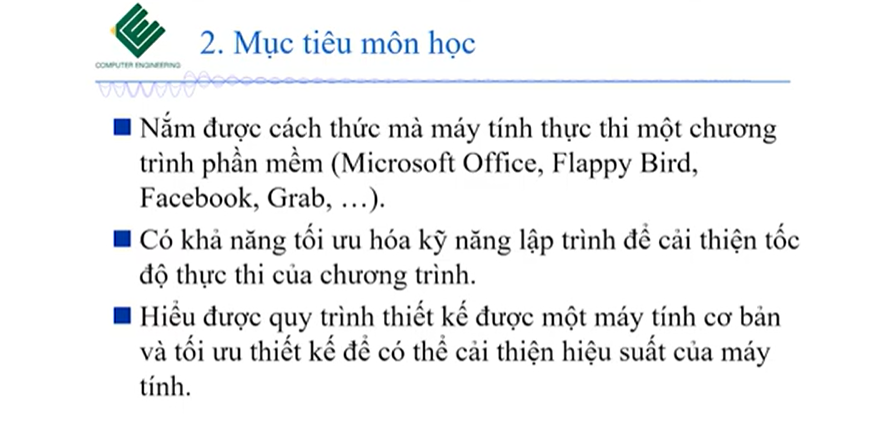 COMPUTER ENGINEERING
2. Mục tiêu môn học
Nắm được cách thức mà máy tính thực thi một chương
trình phần mềm (Microsoft Office, Flappy Bird,
Facebook, Grab, …).
Có khả năng tối ưu hóa kỹ năng lập trình để cải thiện tốc
độ thực thi của chương trình.
Hiểu được quy trình thiết kế được một máy tính cơ bản
và tối ưu thiết kế để có thể cải thiện hiệu suất của máy
tính.